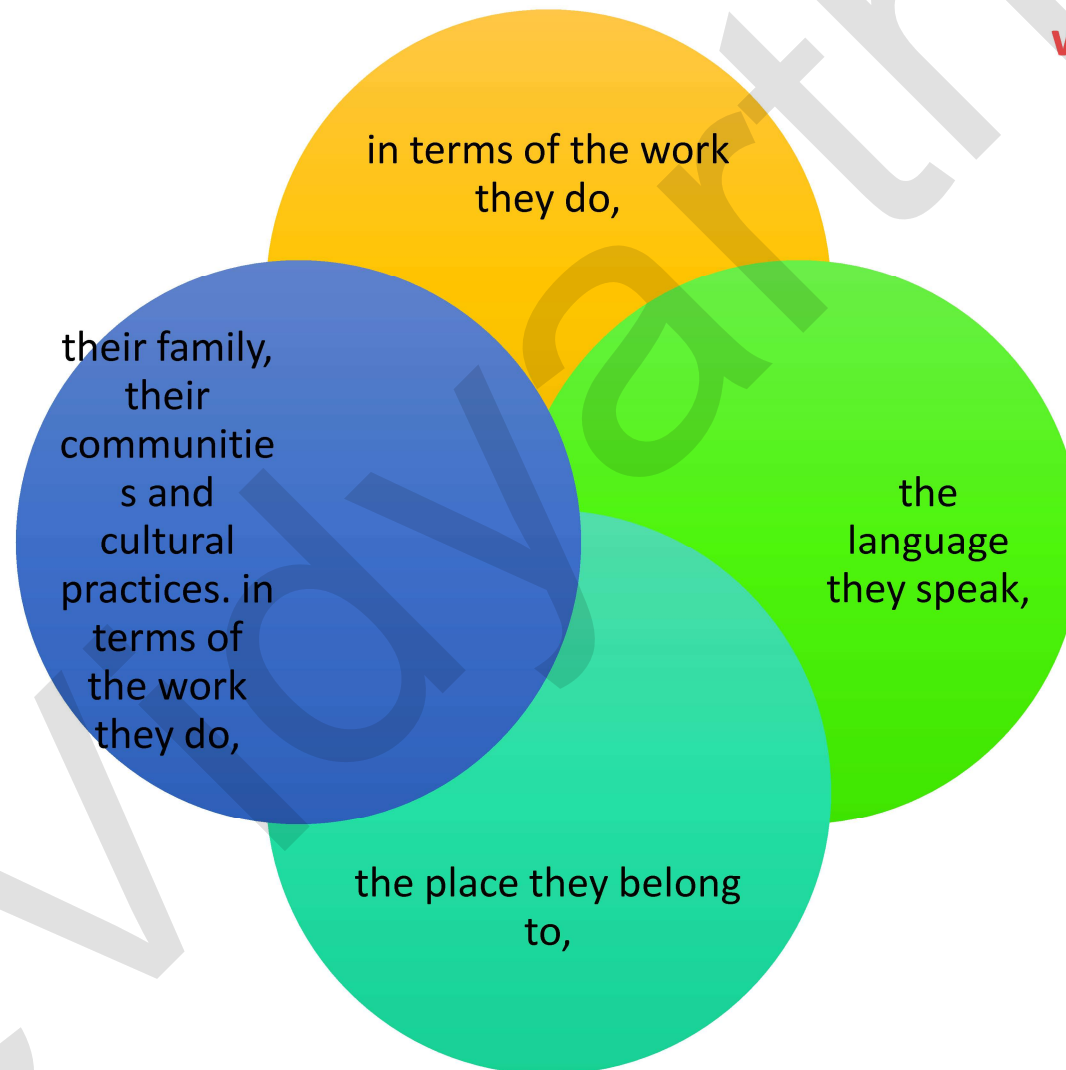 in terms of the work
they do,
their family,
their
communitie
s and
cultural
practices. in
terms of
the work
they do,
the
language
they speak,
the place they belong
to,